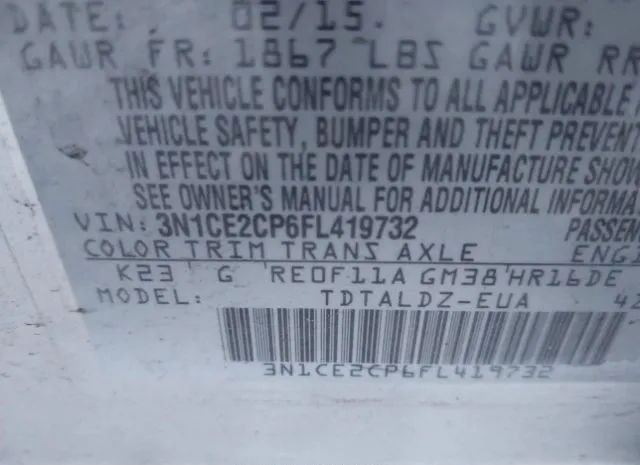 DATE: 02/15. GVWR:
GAWR FR: 1867 LBS GAWR RR
THIS VEHICLE CONFORMS TO ALL APPLICABLE
VEHICLE SAFETY, BUMPER AND THEFT PREVENT
IN EFFECT ON THE DATE OF MANUFACTURE SHOW
SEE OWNER'S MANUAL FOR ADDITIONAL INFORMA
VIN: 3N1CE2CP6FL419732 PASSEN
COLOR TRIM TRANS AXLE ENGI
K23 G RE0F11A GM38 HR16DE
MODEL: TDTALDZ-EUA 42
3N1CE2CP6FL419732